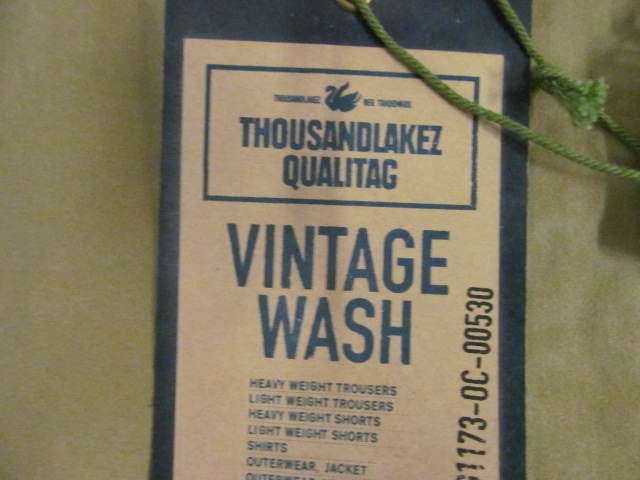 THOUSANDLAKEZ REG. TRADEMARK
THOUSANDLAKEZ
QUALITAG
VINTAGE
WASH
HEAVY WEIGHT TROUSERS
LIGHT WEIGHT TROUSERS
HEAVY WEIGHT SHORTS
LIGHT WEIGHT SHORTS
SHIRTS
OUTERWEAR, JACKET
1173-OC-00530